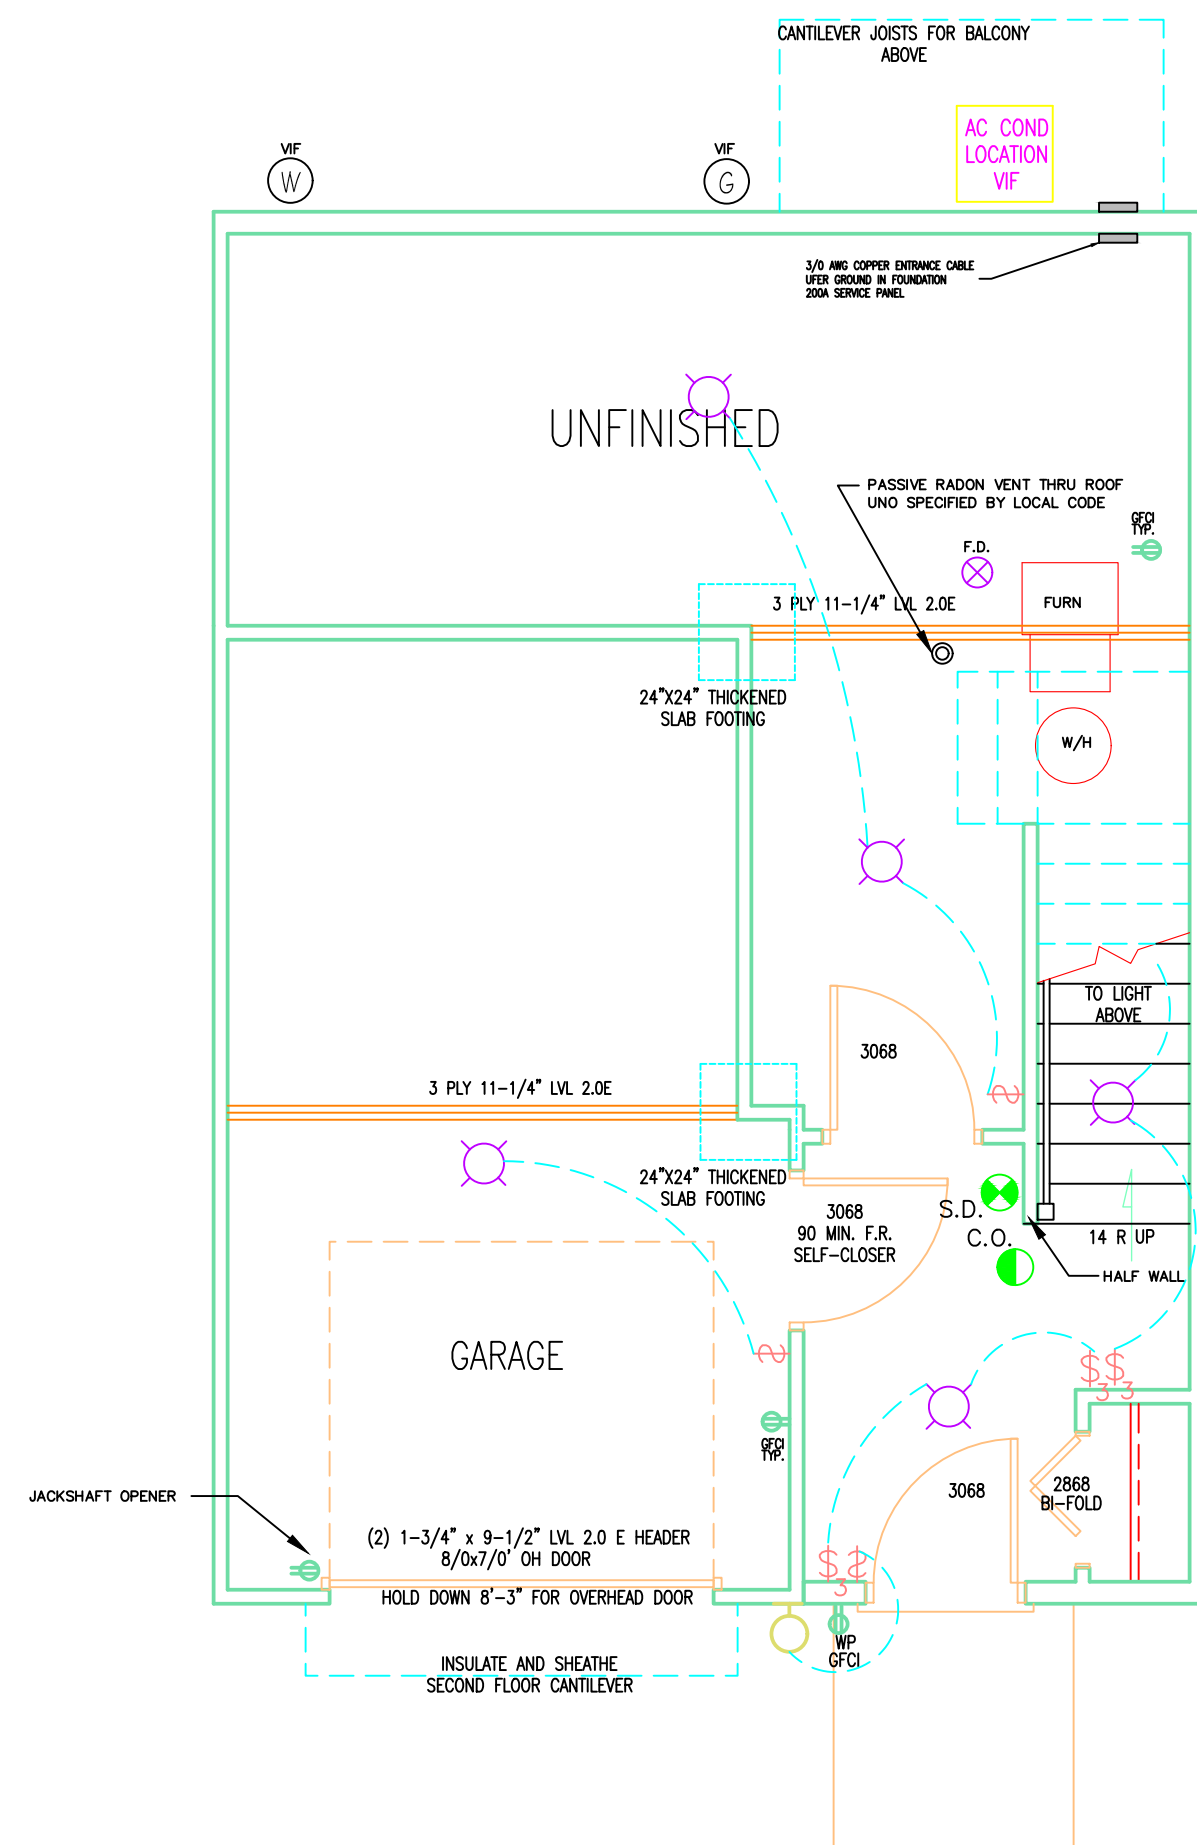 CANTILEVER JOISTS FOR BALCONY
ABOVE
AC COND
LOCATION
VIF
VIF
W
VIF
G
3/0 AWG COPPER ENTRANCE CABLE
UFER GROUND IN FOUNDATION
200A SERVICE PANEL
UNFINISHED
PASSIVE RADON VENT THRU ROOF
UNO SPECIFIED BY LOCAL CODE
GFCI
TYP.
F.D.
3 PLY 11-1/4" LVL 2.0E
FURN
24"X24" THICKENED
SLAB FOOTING
W/H
TO LIGHT
ABOVE
3068
3 PLY 11-1/4" LVL 2.0E
$
24"X24" THICKENED
SLAB FOOTING
3068
90 MIN. F.R.
SELF-CLOSER
S.D.
C.O.
14 R UP
HALF WALL
GARAGE
$
$3 $3
GFCI
TYP.
3068
2868
BI-FOLD
JACKSHAFT OPENER
(2) 1-3/4" x 9-1/2" LVL 2.0 E HEADER
8/0x7/0' OH DOOR
$3 $
HOLD DOWN 8'-3" FOR OVERHEAD DOOR
WP
GFCI
INSULATE AND SHEATHE
SECOND FLOOR CANTILEVER